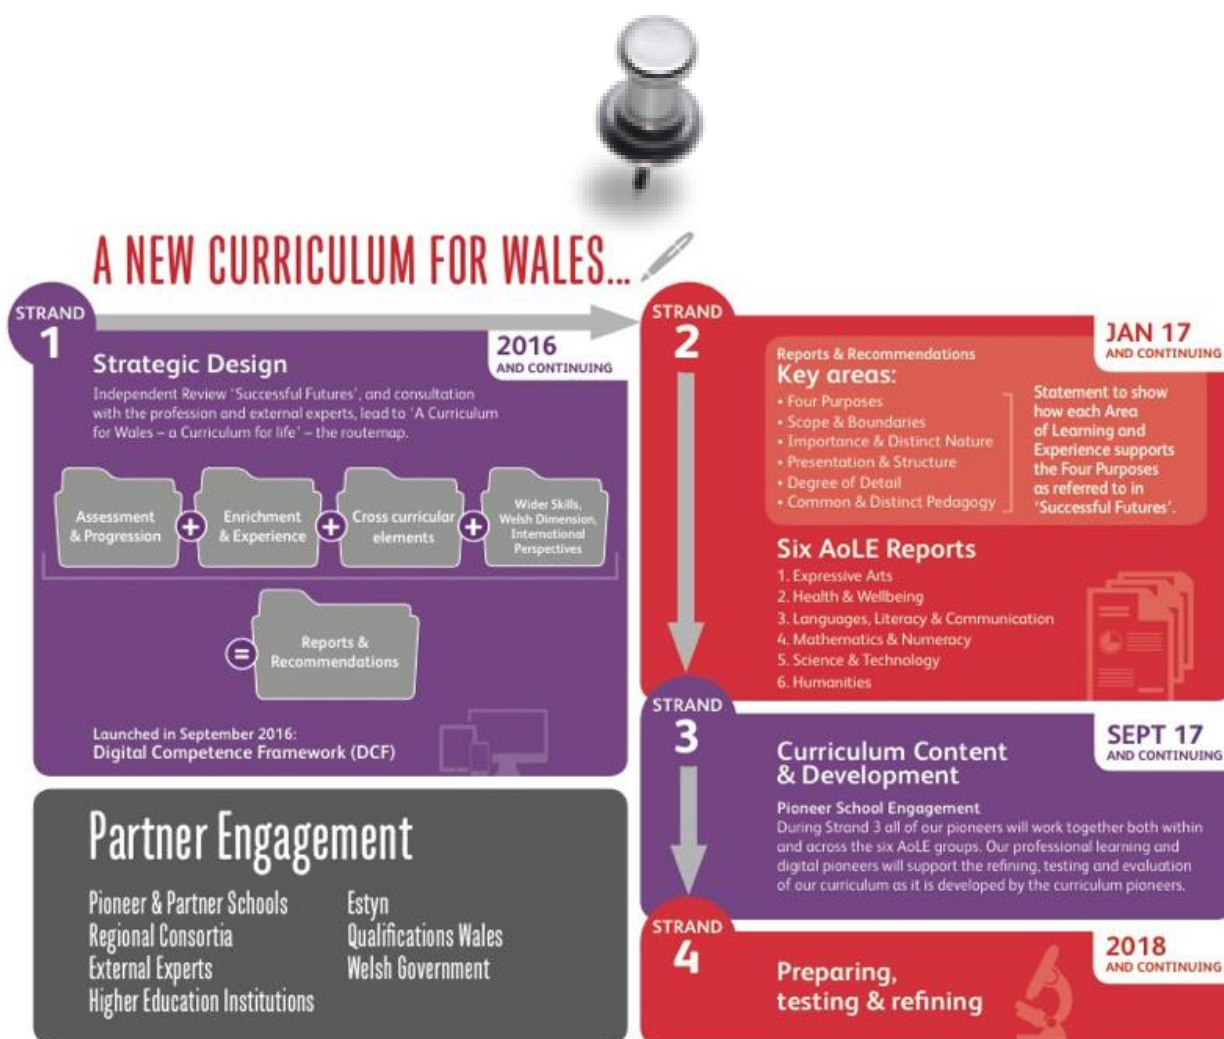 A NEW CURRICULUM FOR WALES...
STRAND
1
2016
AND CONTINUING
Strategic Design
Independent Review 'Successful Futures', and consultation
with the profession and external experts, lead to 'A Curriculum
for Wales – a Curriculum for life' – the routemap.
Assessment
& Progression
+
Enrichment
& Experience
+
Cross curricular
elements
+
Wider Skills,
Welsh Dimension,
International
Perspectives
=
Reports &
Recommendations
Launched in September 2016:
Digital Competence Framework (DCF)
Partner Engagement
Pioneer & Partner Schools
Regional Consortia
External Experts
Higher Education Institutions
Estyn
Qualifications Wales
Welsh Government
STRAND
2
JAN 17
AND CONTINUING
Reports & Recommendations
Key areas:
• Four Purposes
• Scope & Boundaries
• Importance & Distinct Nature
• Presentation & Structure
• Degree of Detail
• Common & Distinct Pedagogy
Statement to show
how each Area
of Learning and
Experience supports
the Four Purposes
as referred to in
'Successful Futures'.
Six AoLE Reports
1. Expressive Arts
2. Health & Wellbeing
3. Languages, Literacy & Communication
4. Mathematics & Numeracy
5. Science & Technology
6. Humanities
STRAND
3
SEPT 17
AND CONTINUING
Curriculum Content
& Development
Pioneer School Engagement
During Strand 3 all of our pioneers will work together both within
and across the six AoLE groups. Our professional learning and
digital pioneers will support the refining, testing and evaluation
of our curriculum as it is developed by the curriculum pioneers.
STRAND
4
2018
AND CONTINUING
Preparing,
testing & refining